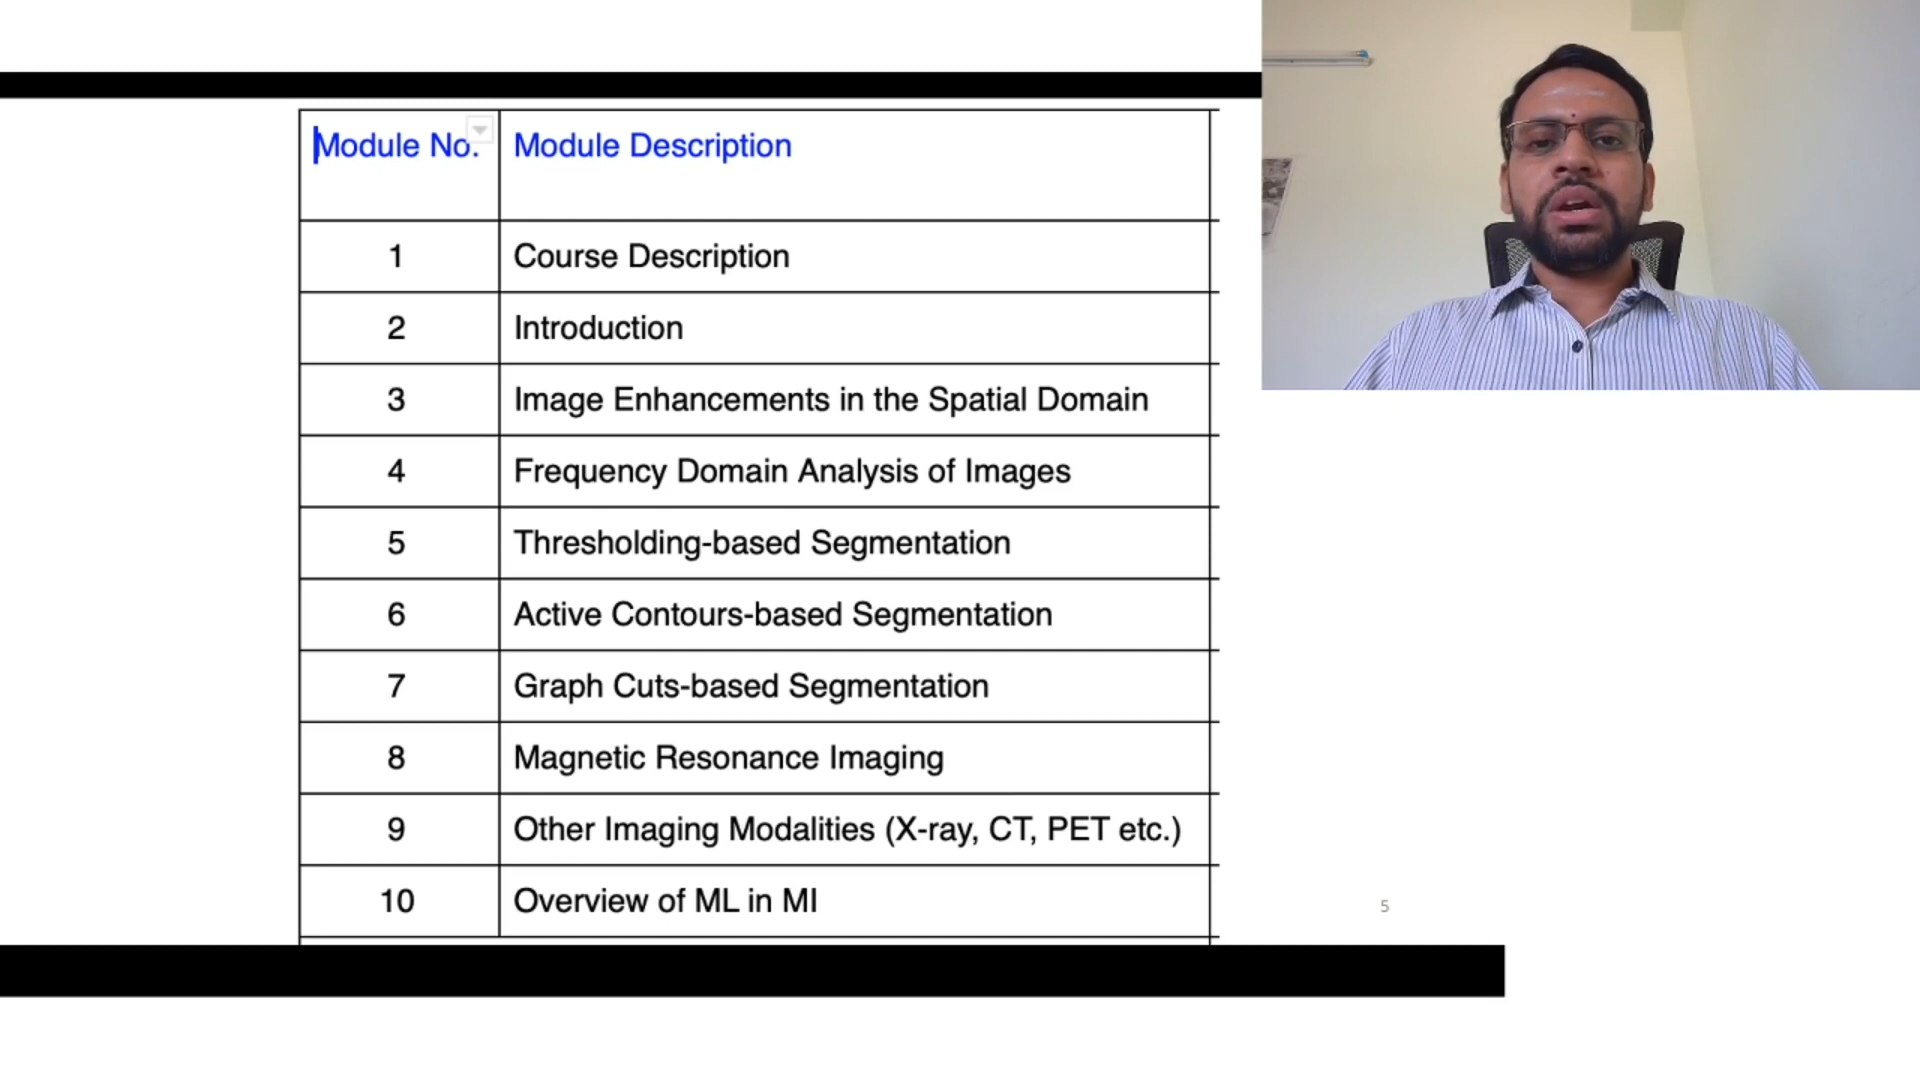 Module No. Module Description
1 Course Description
2 Introduction
3 Image Enhancements in the Spatial Domain
4 Frequency Domain Analysis of Images
5 Thresholding-based Segmentation
6 Active Contours-based Segmentation
7 Graph Cuts-based Segmentation
8 Magnetic Resonance Imaging
9 Other Imaging Modalities (X-ray, CT, PET etc.)
10 Overview of ML in MI
5